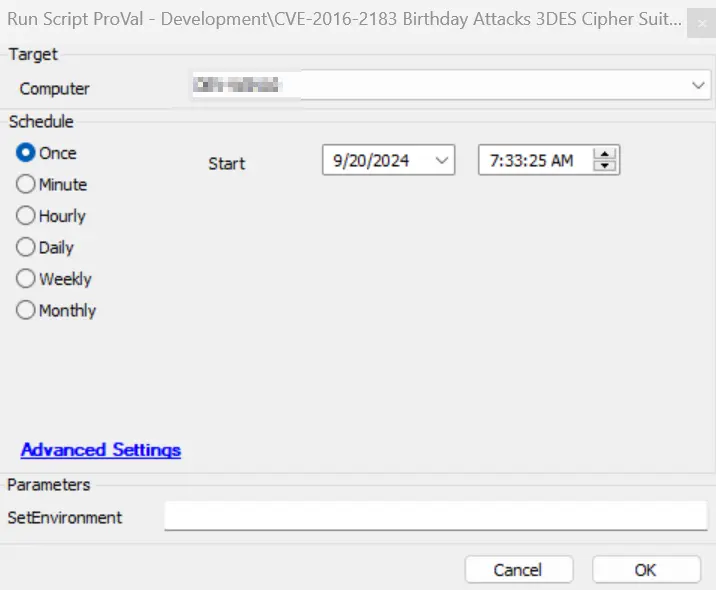 Run Script ProVal - Development\CVE-2016-2183 Birthday Attacks 3DES Cipher Suit...
Target
Computer
Schedule
Once
Start
9/20/2024
7:33:25 AM
Minute
Hourly
Daily
Weekly
Monthly
Advanced Settings
Parameters
SetEnvironment
Cancel
OK